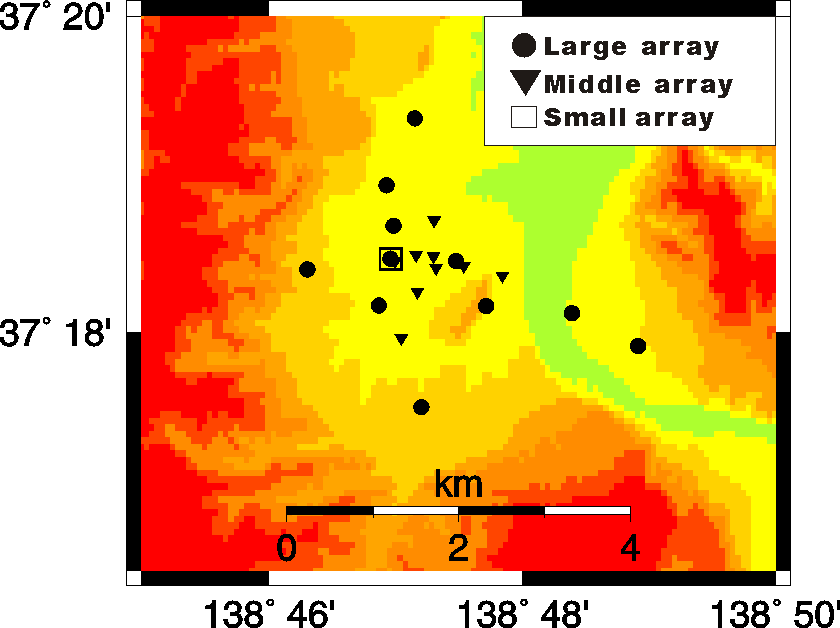 37° 20'
Large array
Middle array
Small array
37° 18'
km
0 2 4
138° 46' 138° 48' 138° 50'